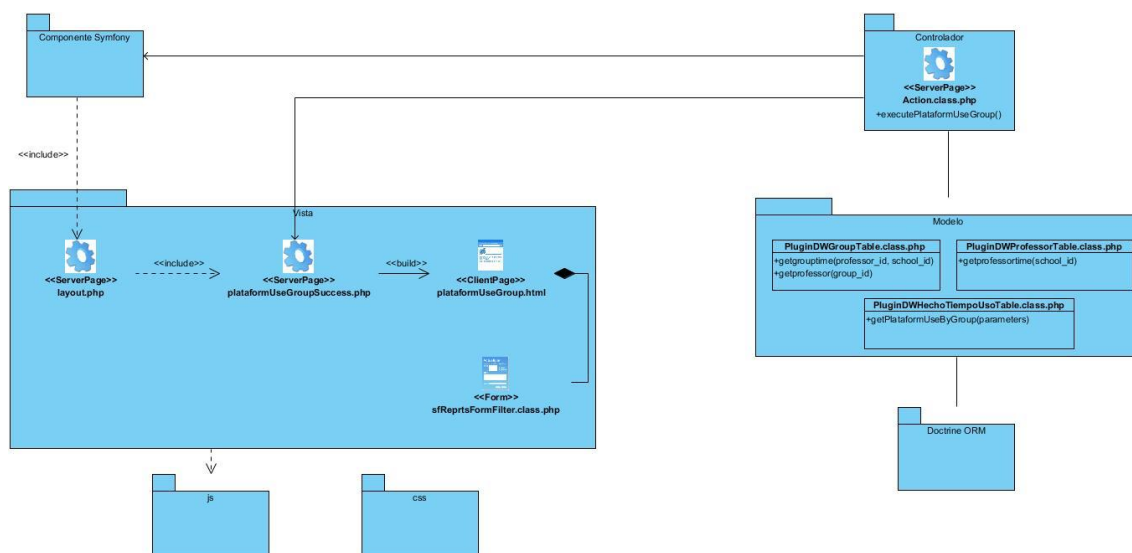 Componente Symfony
Controlador
<<ServerPage>>
Action.class.php
+executePlataformUseGroup()
<<include>>
Vista
<<ServerPage>>
layout.php
<<include>>
<<ServerPage>>
plataformUseGroupSuccess.php
<<build>>
<<ClientPage>>
plataformUseGroup.html
<<Form>>
sfReprtsFormFilter.class.php
Modelo
PluginDWGroupTable.class.php
+getgrouptime(professor_id, school_id)
+getprofessor(group_id)
PluginDWProfessorTable.class.php
+getprofessortime(school_id)
PluginDWHechoTiempoUsoTable.class.php
+getPlataformUseByGroup(parameters)
Doctrine ORM
js
css